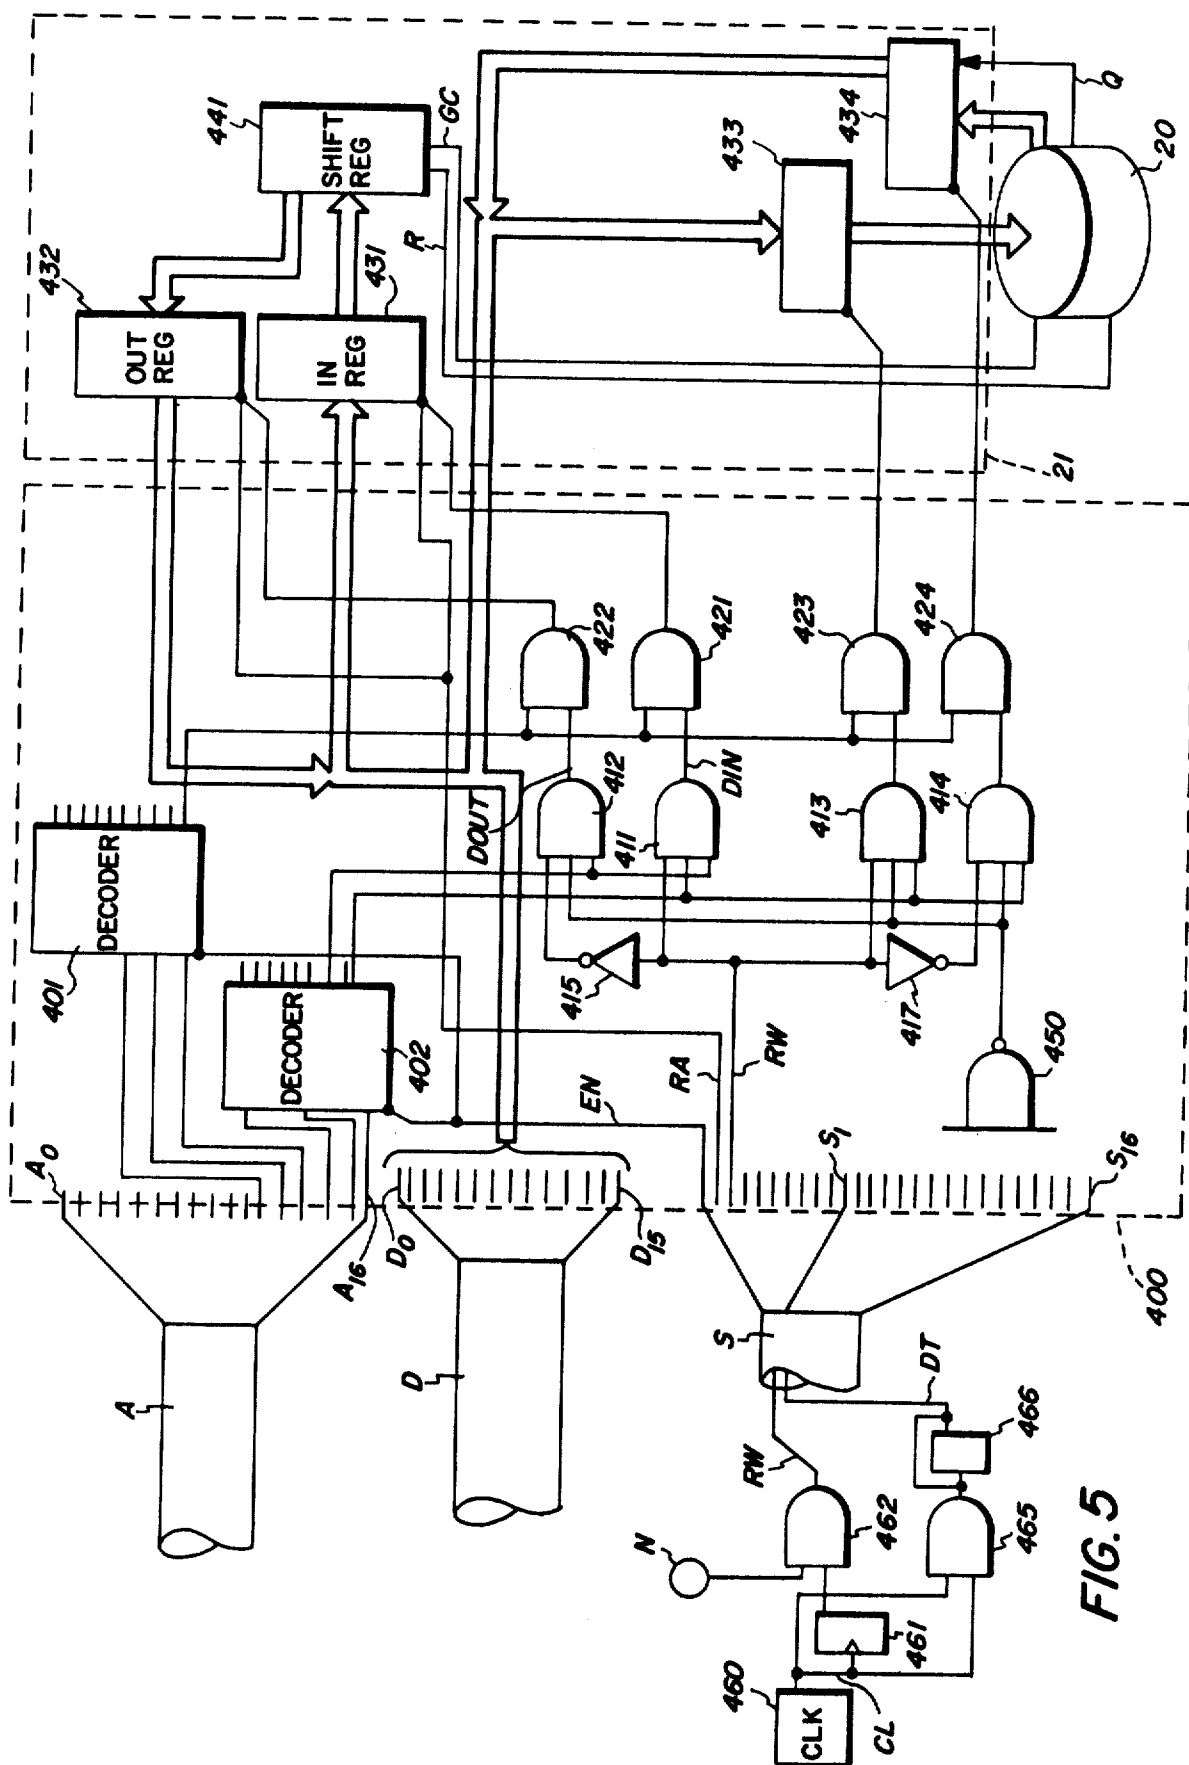 A
A0
A16
401
DECODER
DECODER
402
432
OUT
REG
441
SHIFT
REG
IN
REG
431
GC
R
D
D0
D15
EN
RA
RW
DOUT
412
422
411
DIN
421
433
434
Q
20
21
415
417
413
414
423
424
450
S
S1
S16
400
N
RW
462
DT
466
465
460
CLK
461
CL
FIG. 5